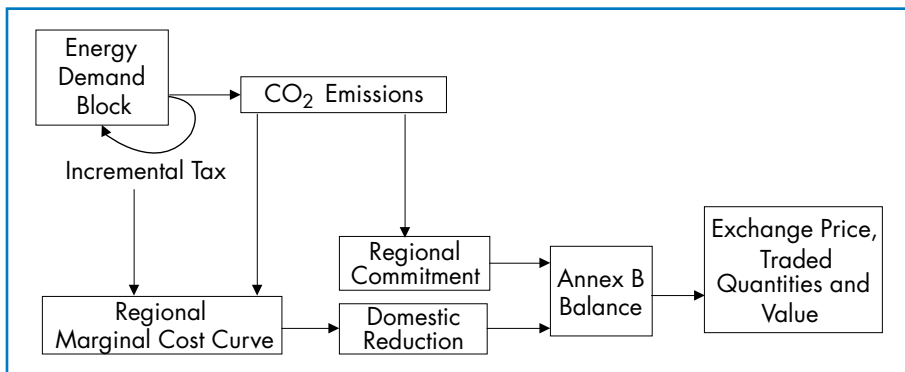 Energy
Demand
Block
CO₂ Emissions
Incremental Tax
Regional
Commitment
Annex B
Balance
Exchange Price,
Traded
Quantities and
Value
Regional
Marginal Cost Curve
Domestic
Reduction